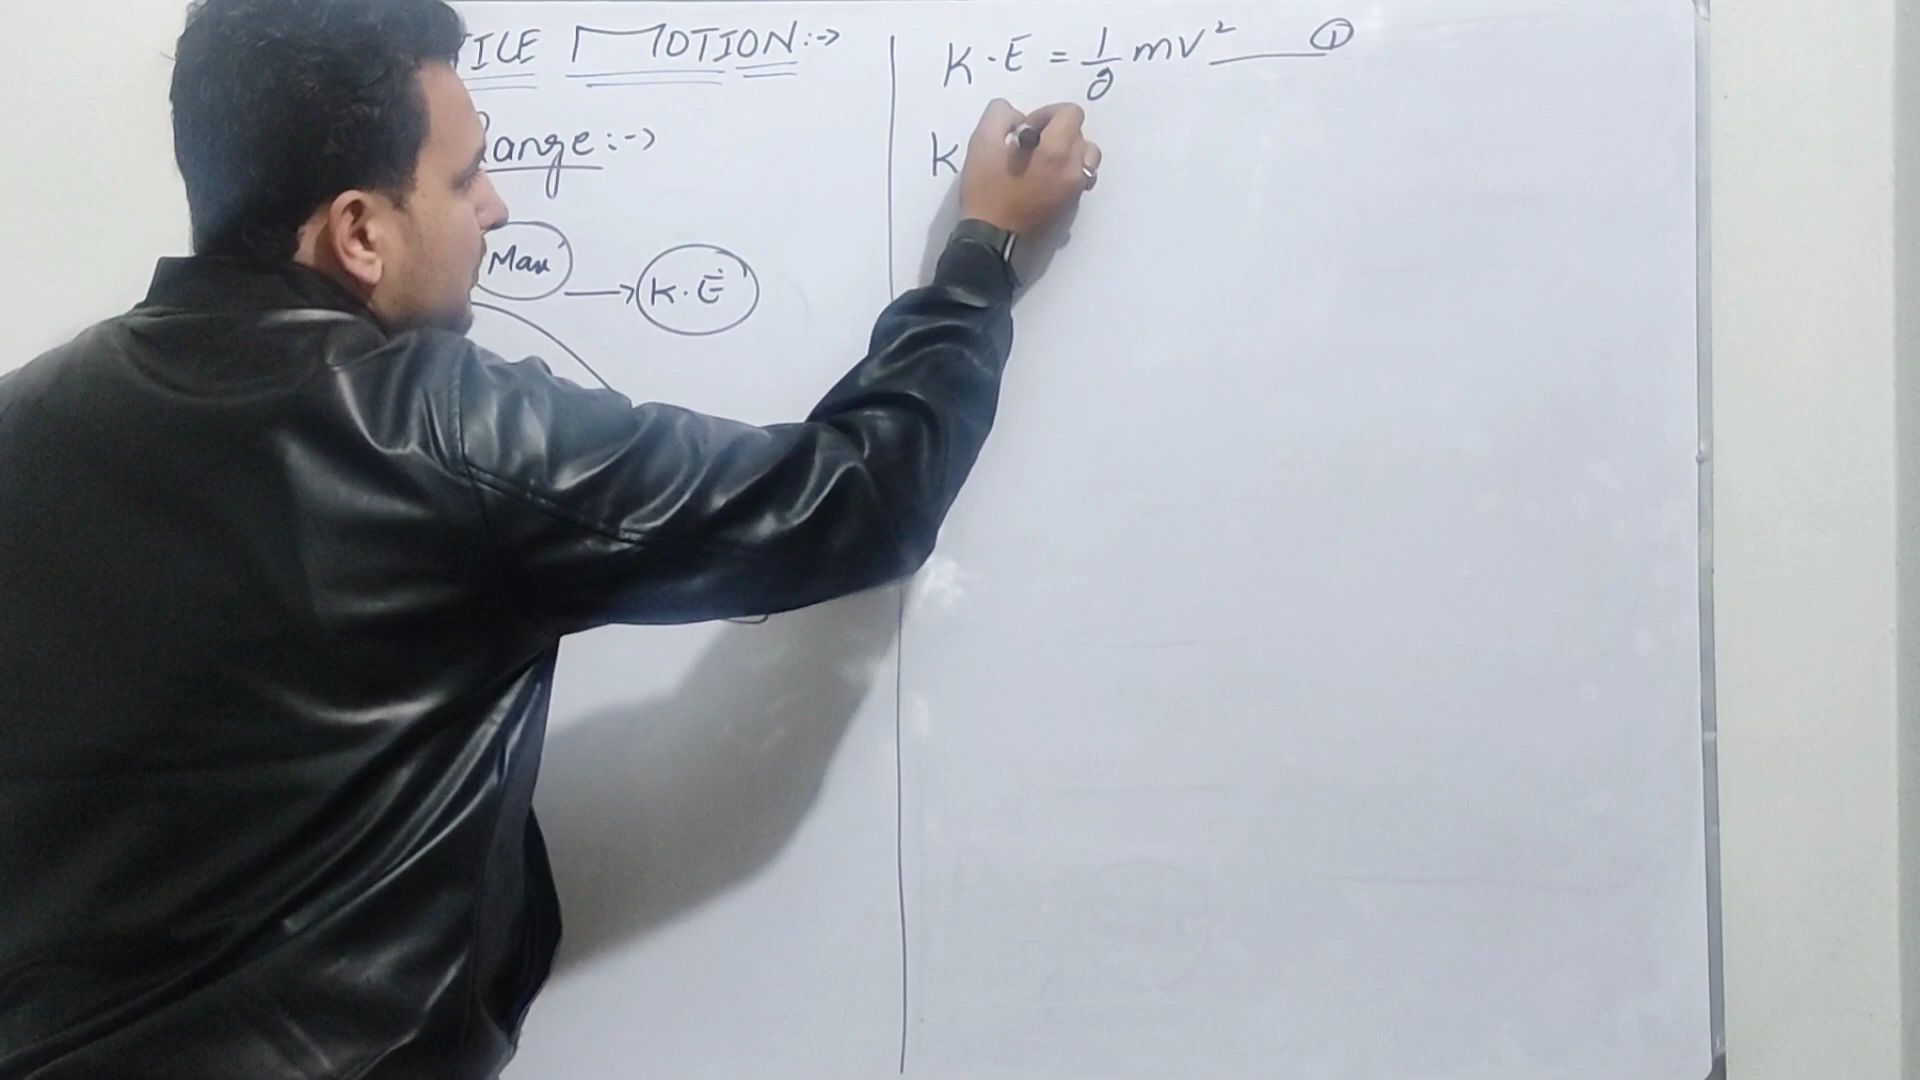 ILE MOTION:->
Range:->
Max
K.E
K.E = 1/2 mv² ①
K